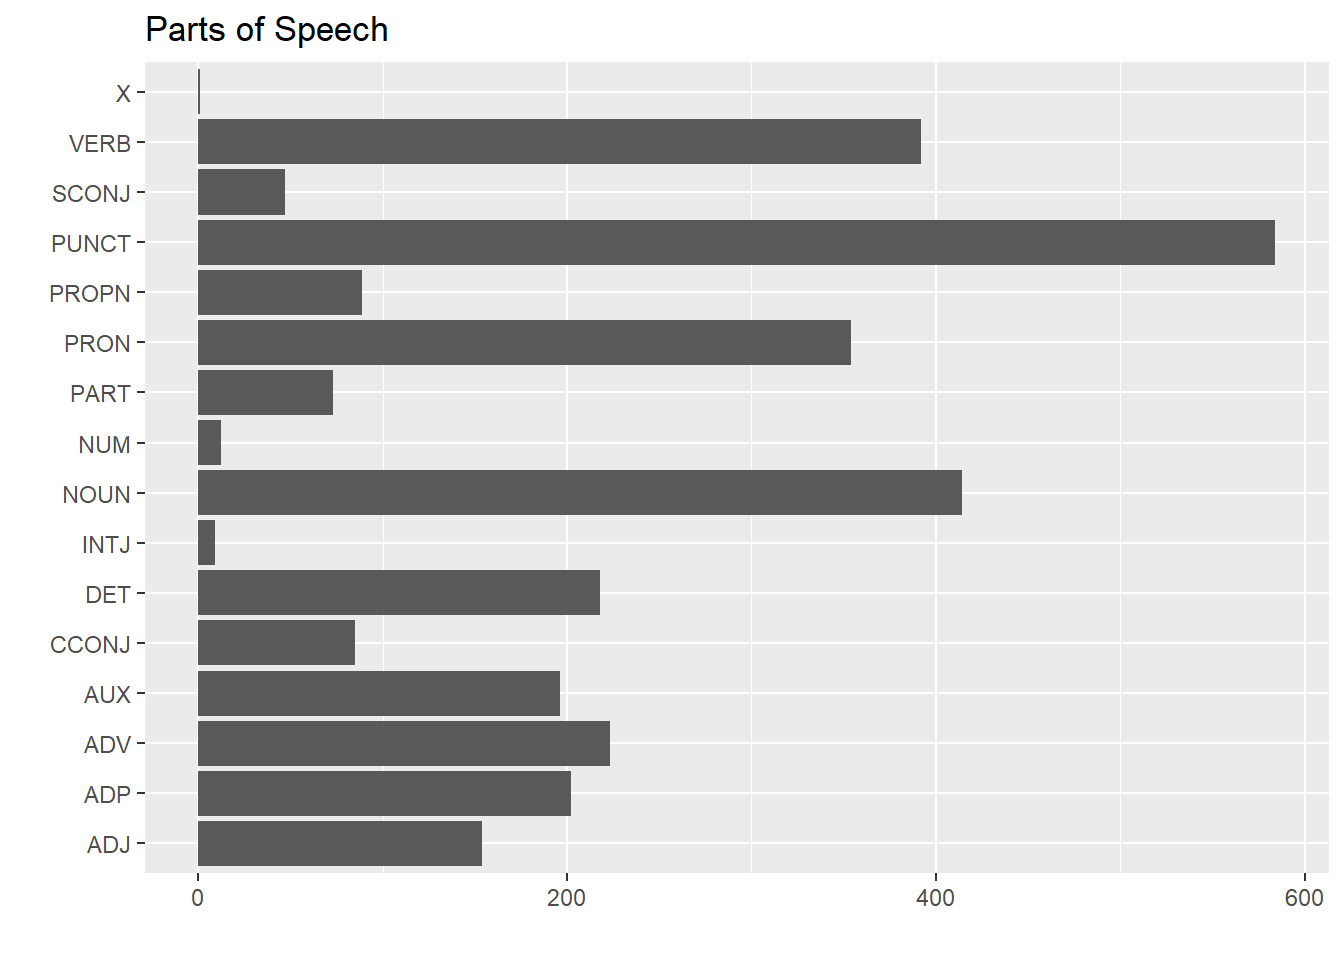 Parts of Speech
X
VERB
SCONJ
PUNCT
PROPN
PRON
PART
NUM
NOUN
INTJ
DET
CCONJ
AUX
ADV
ADP
ADJ
0 200 400 600